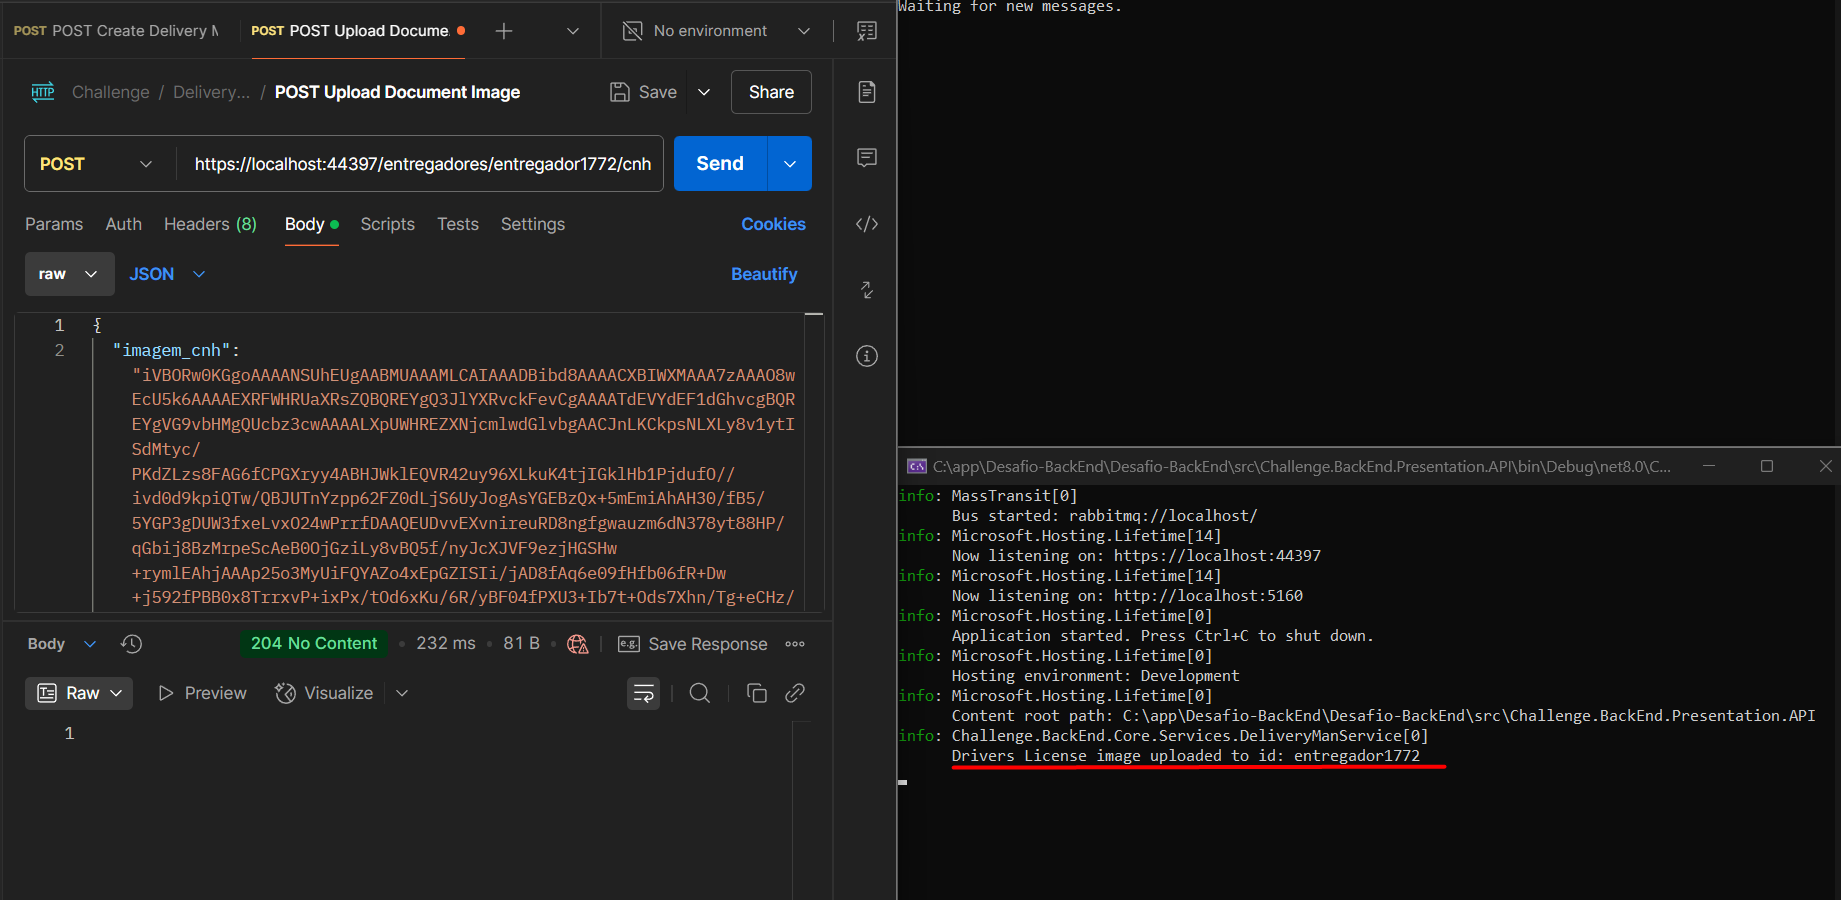 POST POST Create Delivery M
POST POST Upload Docume.
No environment
HTTP Challenge / Delivery... / POST Upload Document Image
Save
Share
POST
https://localhost:44397/entregadores/entregador1772/cnh
Send
Params Auth Headers (8) Body Scripts Tests Settings
Cookies
raw
JSON
Beautify
1 {
2 "imagem_cnh":
"iVBORw0KGgoAAAANSUhEUgAABMUAAAMLCAIAAADBibd8AAAACXBIWXMAAA7zAAAO8w
EcU5k6AAAAEXRFWHRUaXRsZQBQREYgQ3JlYXRvckFevCgAAAATdEVYdEF1dGhvcgBQR
EYgVG9vbHMgQUcbz3cwAAAALXpUWHREZXNjcmlwdGlvbgAACJnLKCkpsNLXLy8v1ytI
SdMtyc/
PKdZLzs8FAG6fCPGXryy4ABHJWklEQVR42uy96XLkuK4tjIGklHb1PjdufO//
ivd0d9kpiQTw/QBJUTnYzpp62FZ0dLjS6UyJogAsYGEBzQx+5mEmiAhAH30/fB5/
5YGP3gDUW3fxeLvxO24wPrrfDAAQEUDvvEXvnireuRD8ngfgwauzm6dN378yt88HP/
qGbij8BzMrpeScAeB0OjGziLy8vBQ5f/nyJcXJVF9ezjHGSHw
+rymlEAhjAAAp25o3MyUiFQYAZo4xEpGZISIi/jAD8fAq6e09fHfb06fR+Dw
+j592fPBB0x8TrrxvP+ixPx/tOd6xKu/6R/yBF04fPXU3+Ib7t+Ods7Xhn/Tg+eCHz/
Body
204 No Content
232 ms
81 B
e.g. Save Response
Raw
Preview
Visualize
1
Waiting for new messages.
C:\app\Desafio-BackEnd\Desafio-BackEnd\src\Challenge.BackEnd.Presentation.API\bin\Debug\net8.0\C...
info: MassTransit[0]
Bus started: rabbitmq://localhost/
info: Microsoft.Hosting.Lifetime[14]
Now listening on: https://localhost:44397
info: Microsoft.Hosting.Lifetime[14]
Now listening on: http://localhost:5160
info: Microsoft.Hosting.Lifetime[0]
Application started. Press Ctrl+C to shut down.
info: Microsoft.Hosting.Lifetime[0]
Hosting environment: Development
info: Microsoft.Hosting.Lifetime[0]
Content root path: C:\app\Desafio-BackEnd\Desafio-BackEnd\src\Challenge.BackEnd.Presentation.API
info: Challenge.BackEnd.Core.Services.DeliveryManService[0]
Drivers License image uploaded to id: entregador1772